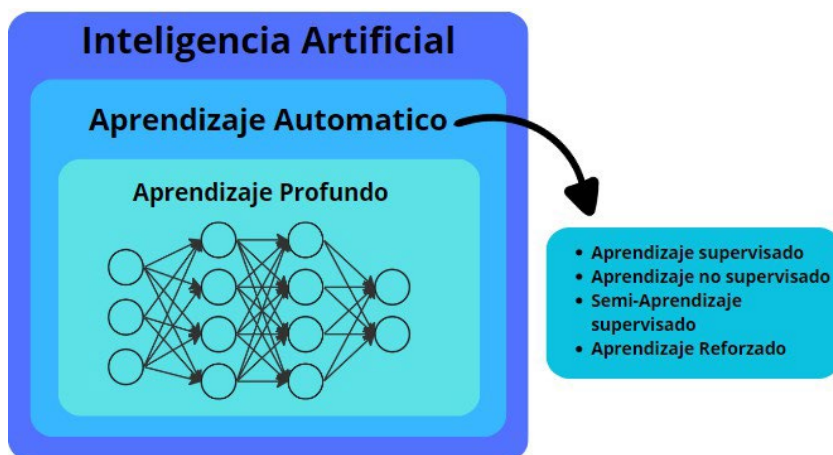 Inteligencia Artificial
Aprendizaje Automatico
Aprendizaje Profundo
• Aprendizaje supervisado
• Aprendizaje no supervisado
• Semi-Aprendizaje
supervisado
• Aprendizaje Reforzado